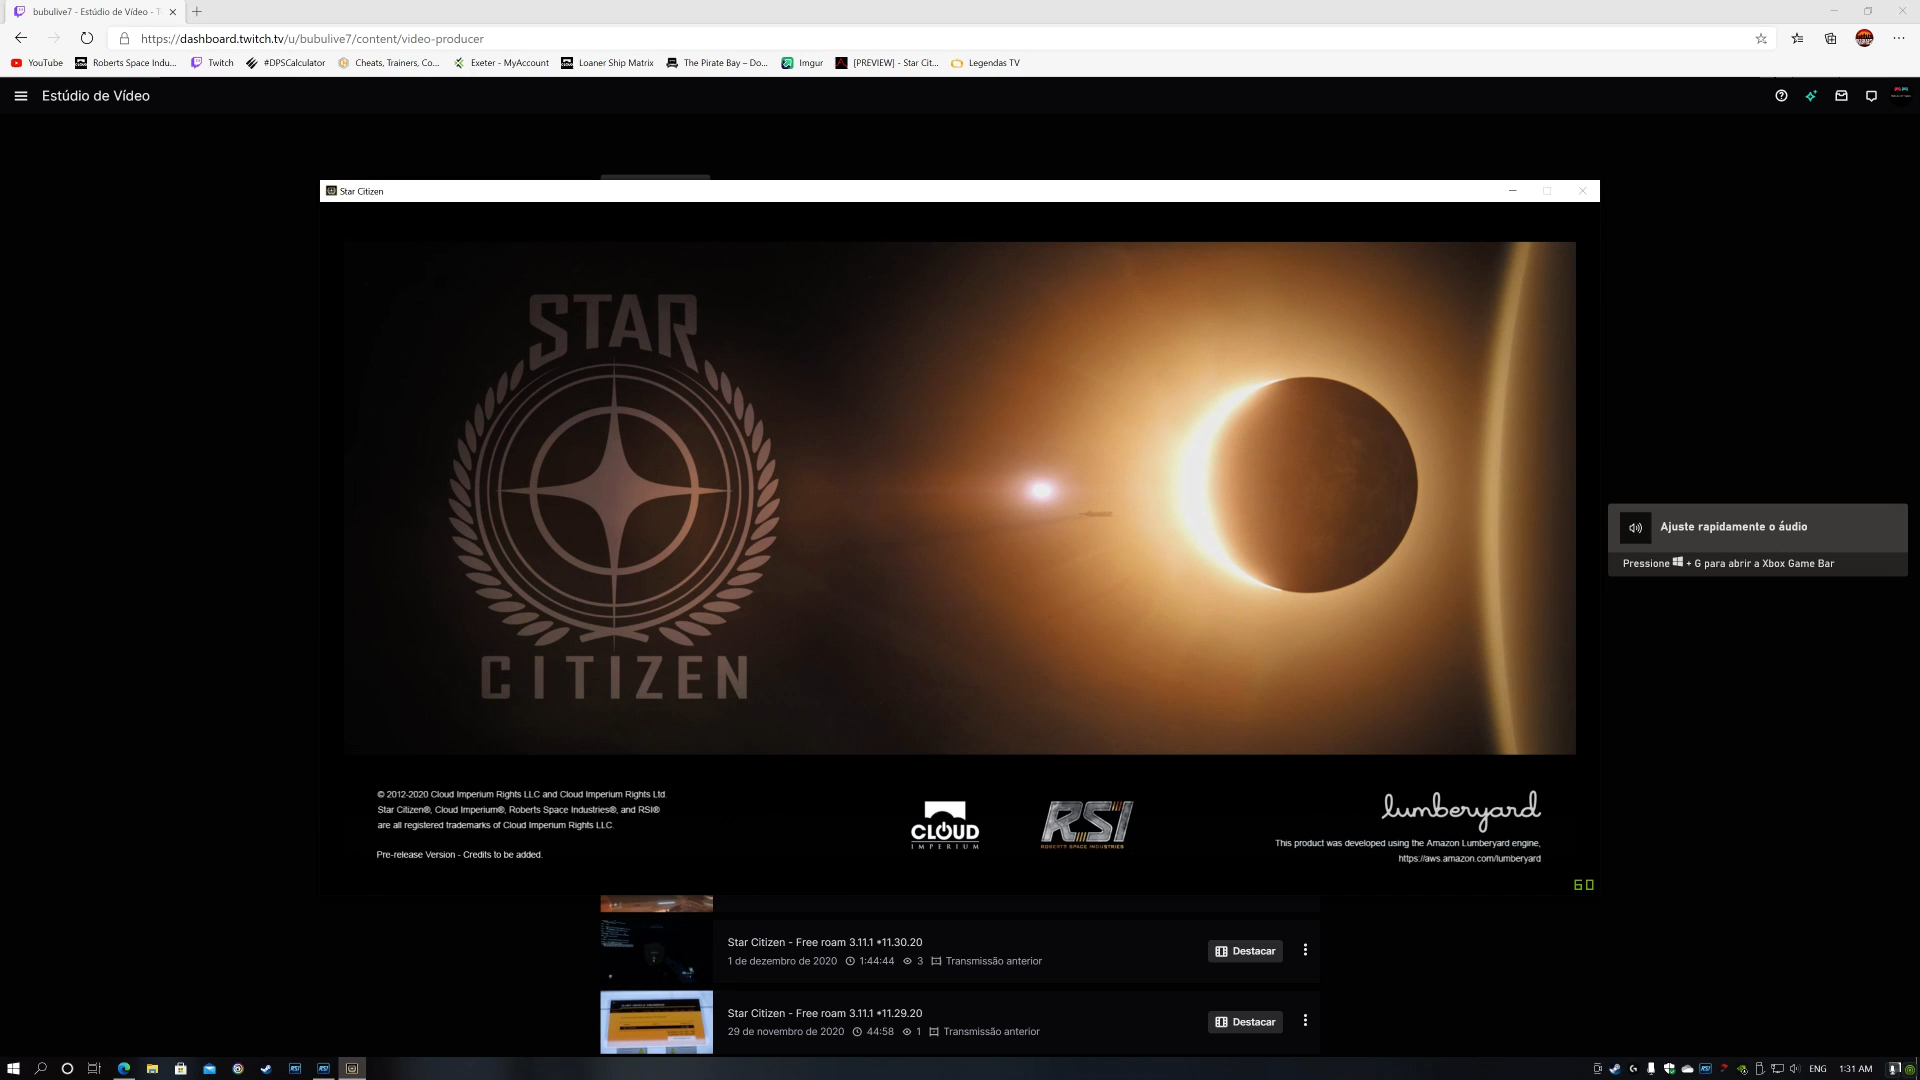 bubulive7 - Estúdio de Vídeo - T
https://dashboard.twitch.tv/u/bubulive7/content/video-producer
YouTube Roberts Space Indu... Twitch #DPSCalculator Cheats, Trainers, Co... Exeter - MyAccount Loaner Ship Matrix The Pirate Bay – Do... Imgur [PREVIEW] - Star Cit... Legendas TV
Estúdio de Vídeo
Star Citizen
STAR
CITIZEN
Ajuste rapidamente o áudio
Pressione + G para abrir a Xbox Game Bar
© 2012-2020 Cloud Imperium Rights LLC and Cloud Imperium Rights Ltd.
Star Citizen®, Cloud Imperium®, Roberts Space Industries®, and RSI®
are all registered trademarks of Cloud Imperium Rights LLC.
Pre-release Version - Credits to be added.
CLOUD
IMPERIUM
RSI
ROBERTS SPACE INDUSTRIES
lumberyard
This product was developed using the Amazon Lumberyard engine,
https://aws.amazon.com/lumberyard
60
Star Citizen - Free roam 3.11.1 *11.30.20
1 de dezembro de 2020 1:44:44 3 Transmissão anterior
Destacar
Star Citizen - Free roam 3.11.1 *11.29.20
29 de novembro de 2020 44:58 1 Transmissão anterior
Destacar
RSI RSI RSI ENG 1:31 AM